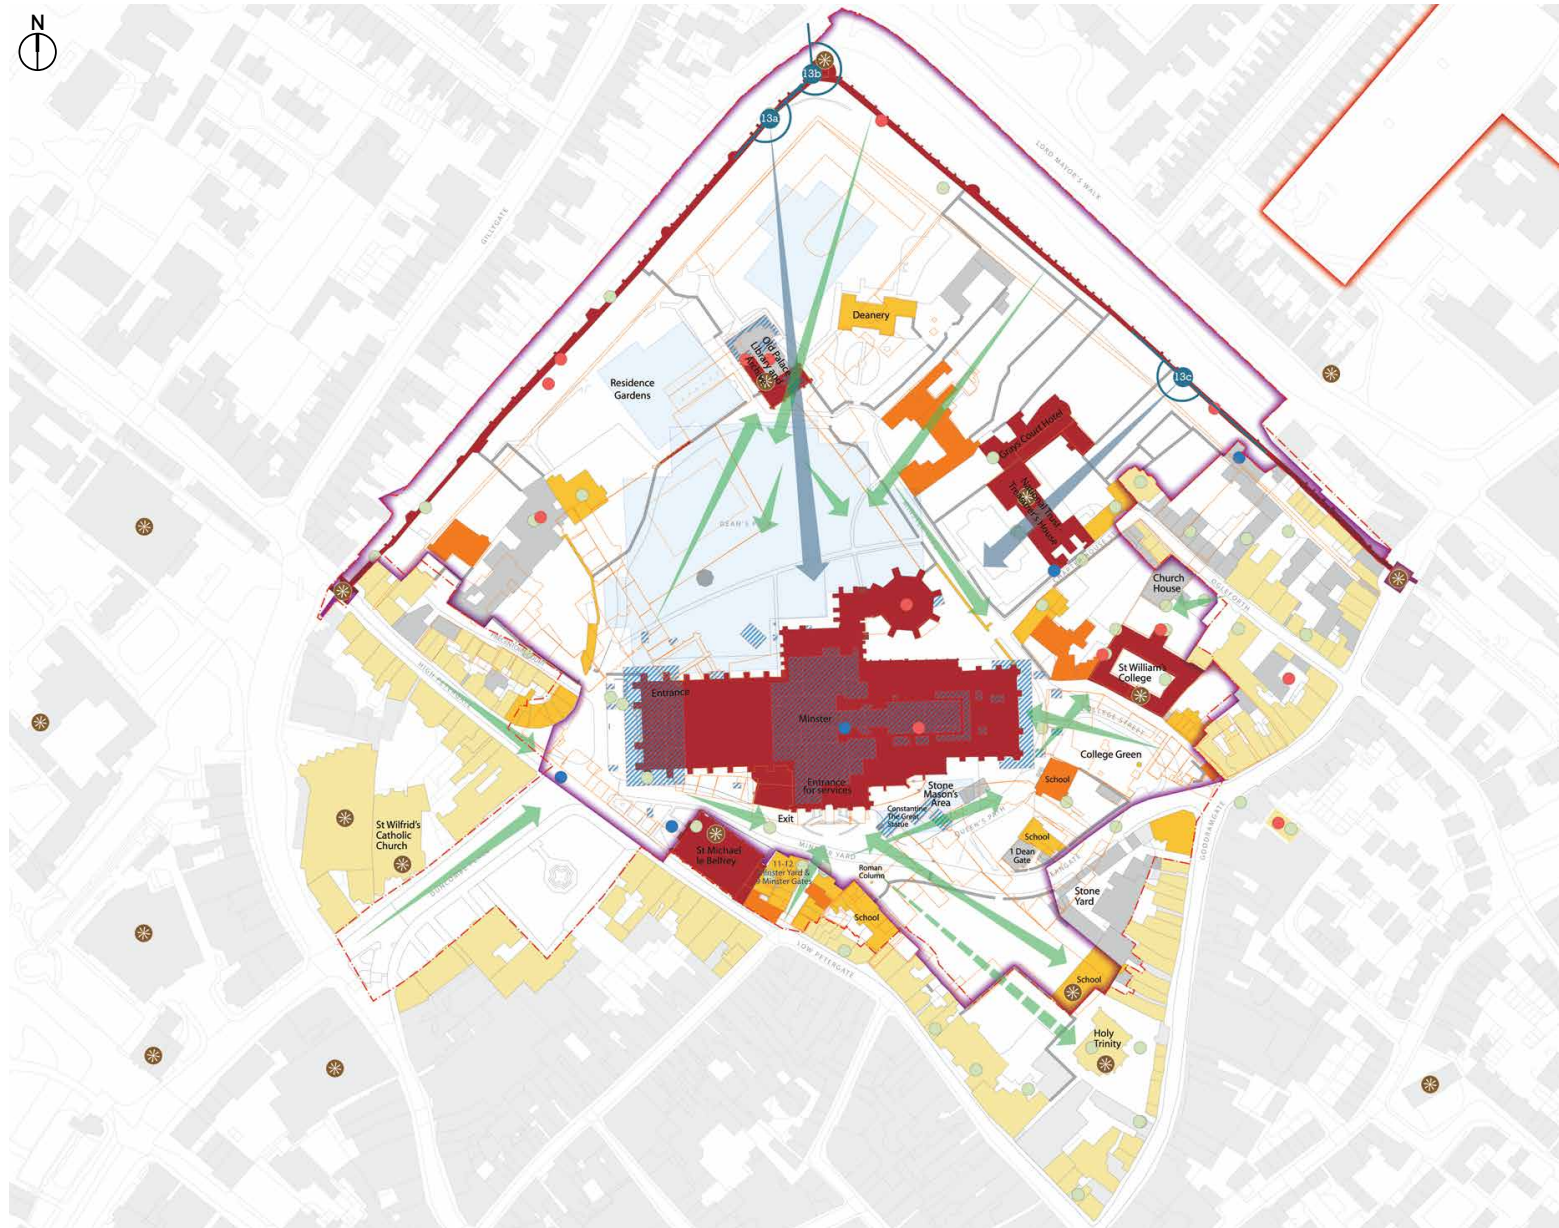 N
13b
13a
LORD MAYOR'S WALK
GILLYGATE
Deanery
Old Palace
Library and
Residence
Gardens
13c
Grays Court Hotel
National Trust
Treasurer's House
DEAN'S
Church
House
OGLEFORTH
St William's
College
HIGH PETERGATE
Entrance
Minster
COLLEGE STREET
College Green
School
Entrance
for services
Stone
Mason's
Area
Constantine
The Great
Statue
QUEEN'S PATH
Exit
St Wilfrid's
Catholic
Church
St Michael
le Belfrey
MINSTER YARD
School
1 Dean
Gate
GOODRAMGATE
11-12
Minster Yard &
Minster Gates
Roman
Column
Stone
Yard
School
LOW PETERGATE
School
Holy
Trinity